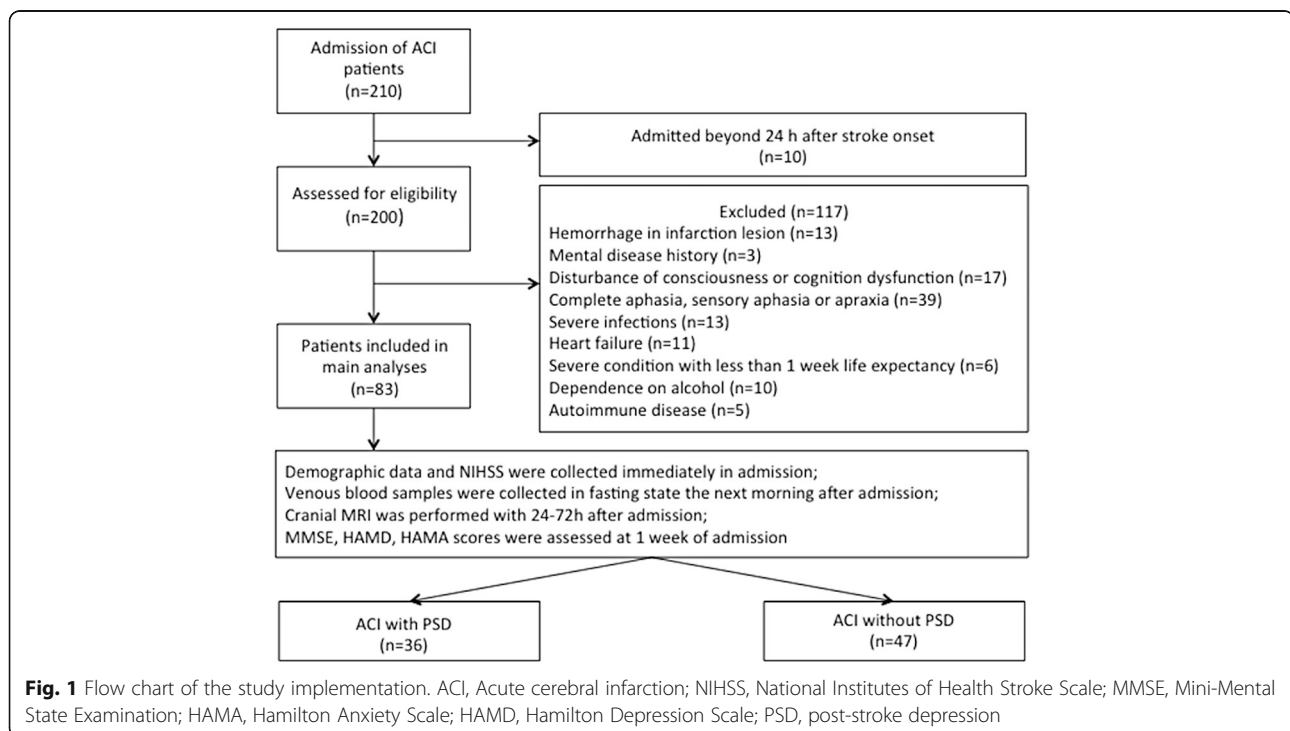 Admission of ACI
patients
(n=210)
Admitted beyond 24 h after stroke onset
(n=10)
Assessed for eligibility
(n=200)
Excluded (n=117)
Hemorrhage in infarction lesion (n=13)
Mental disease history (n=3)
Disturbance of consciousness or cognition dysfunction (n=17)
Complete aphasia, sensory aphasia or apraxia (n=39)
Severe infections (n=13)
Heart failure (n=11)
Severe condition with less than 1 week life expectancy (n=6)
Dependence on alcohol (n=10)
Autoimmune disease (n=5)
Patients included in
main analyses
(n=83)
Demographic data and NIHSS were collected immediately in admission;
Venous blood samples were collected in fasting state the next morning after admission;
Cranial MRI was performed with 24-72h after admission;
MMSE, HAMD, HAMA scores were assessed at 1 week of admission
ACI with PSD
(n=36)
ACI without PSD
(n=47)
Fig. 1 Flow chart of the study implementation. ACI, Acute cerebral infarction; NIHSS, National Institutes of Health Stroke Scale; MMSE, Mini-Mental
State Examination; HAMA, Hamilton Anxiety Scale; HAMD, Hamilton Depression Scale; PSD, post-stroke depression